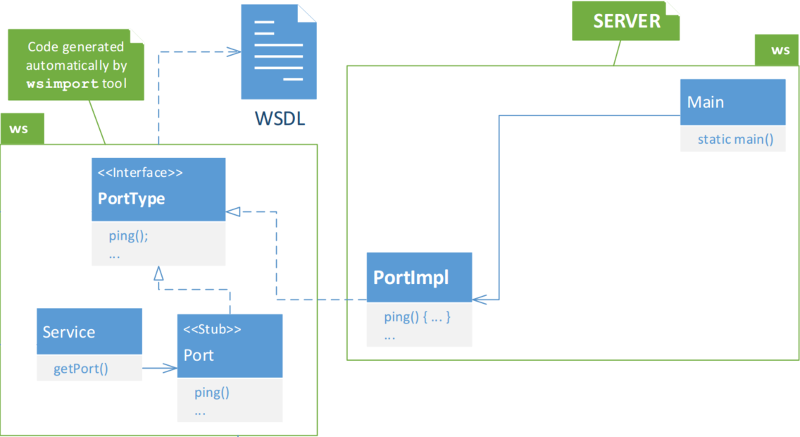 Code generated
automatically by
wsimport tool
ws
WSDL
<<Interface>>
PortType
ping();
...
Service
getPort()
<<Stub>>
Port
ping()
...
SERVER
ws
Main
static main()
PortImpl
ping() { ... }
...